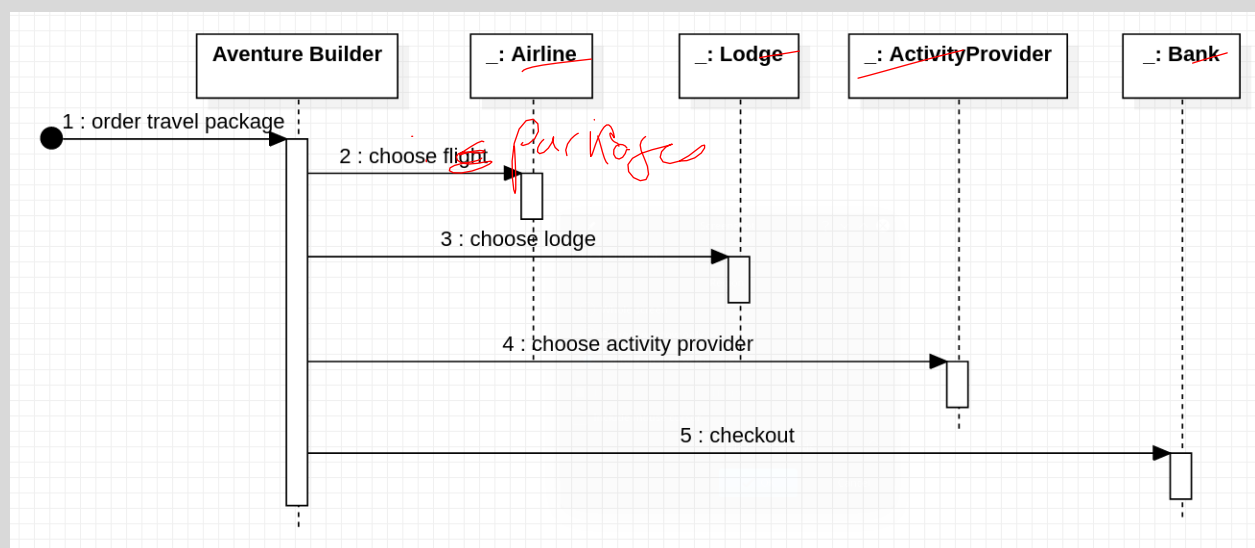 Aventure Builder
_: Airline
_: Lodge
_: ActivityProvider
_: Bank
1 : order travel package
2 : choose flight
packages
3 : choose lodge
4 : choose activity provider
5 : checkout